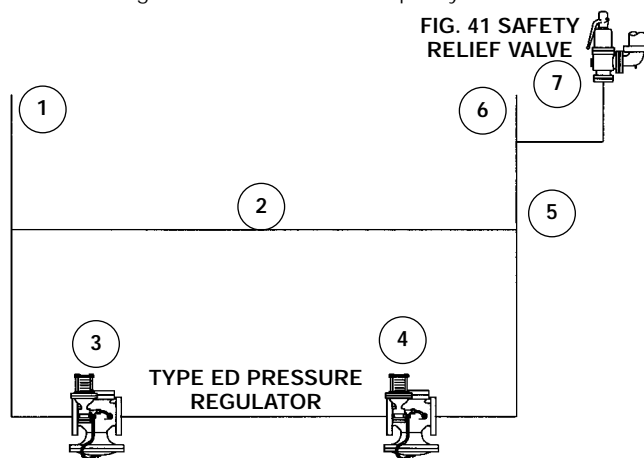 FIG. 41 SAFETY
RELIEF VALVE
7
1
6
2
5
3
4
TYPE ED PRESSURE
REGULATOR